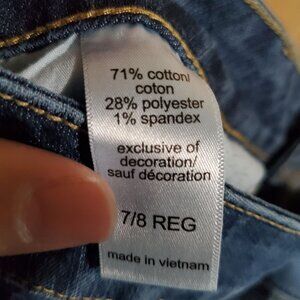 71% cotton/
coton
28% polyester
1% spandex
exclusive of
decoration/
sauf décoration
7/8 REG
made in vietnam